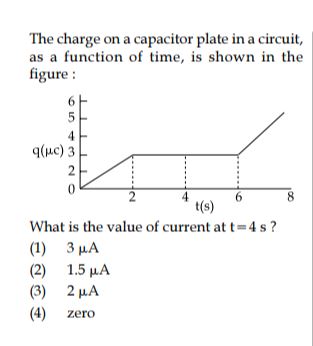 The charge on a capacitor plate in a circuit,
as a function of time, is shown in the
figure :
6
5
4
q(μc) 3
2
0
2 4 6 8
t(s)
What is the value of current at t=4 s ?
(1) 3 μA
(2) 1.5 μA
(3) 2 μA
(4) zero